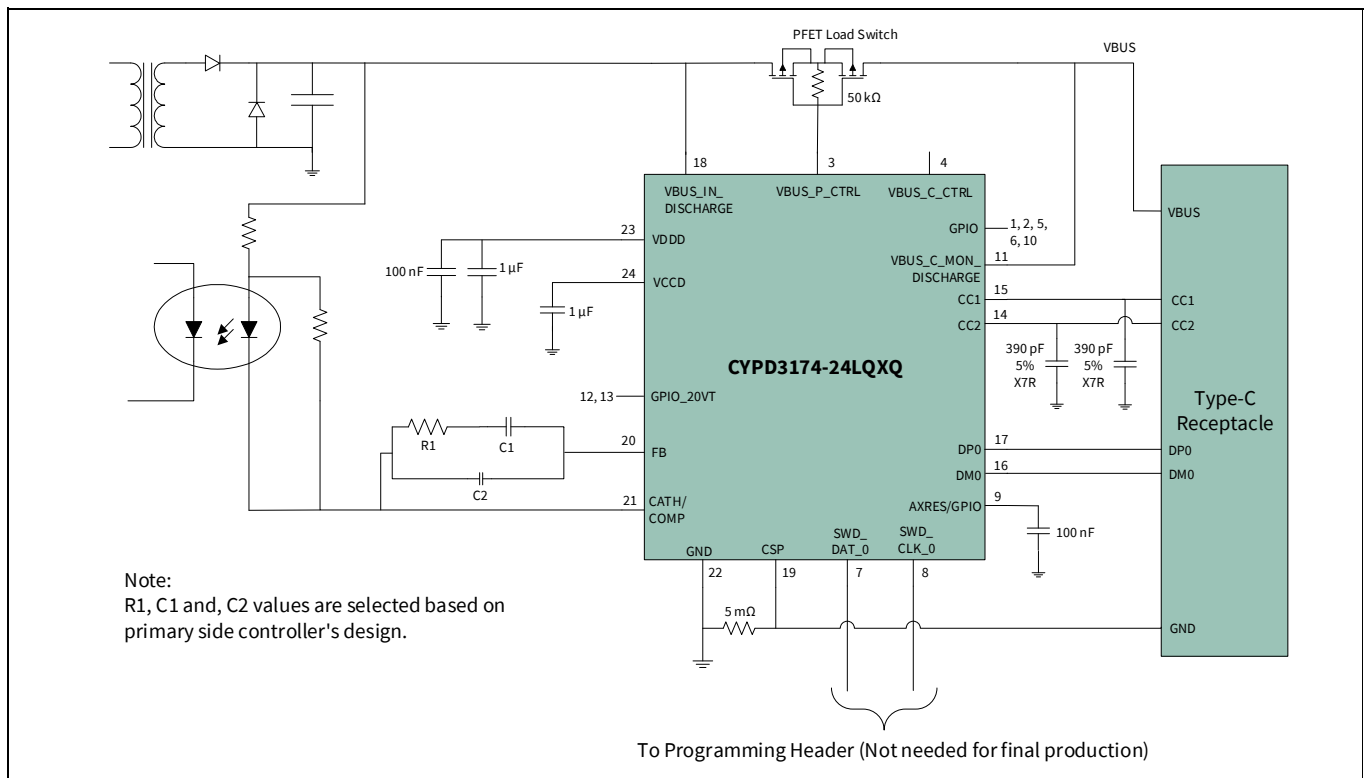 PFET Load Switch
VBUS
50 kΩ
18
3
4
VBUS_IN_
DISCHARGE
VBUS_P_CTRL
VBUS_C_CTRL
VBUS
GPIO
1, 2, 5,
6, 10
23
VDDD
VBUS_C_MON_
DISCHARGE
11
100 nF
1 µF
24
VCCD
15
CC1
CC1
1 µF
14
CC2
CC2
390 pF
5%
X7R
390 pF
5%
X7R
CYPD3174-24LQXQ
Type-C
Receptacle
12, 13
GPIO_20VT
R1
C1
C2
20
FB
17
DP0
DP0
16
DM0
DM0
21
CATH/
COMP
9
AXRES/GPIO
100 nF
GND
CSP
SWD_
DAT_0
SWD_
CLK_0
22
19
7
8
5 mΩ
GND
Note:
R1, C1 and, C2 values are selected based on
primary side controller's design.
To Programming Header (Not needed for final production)